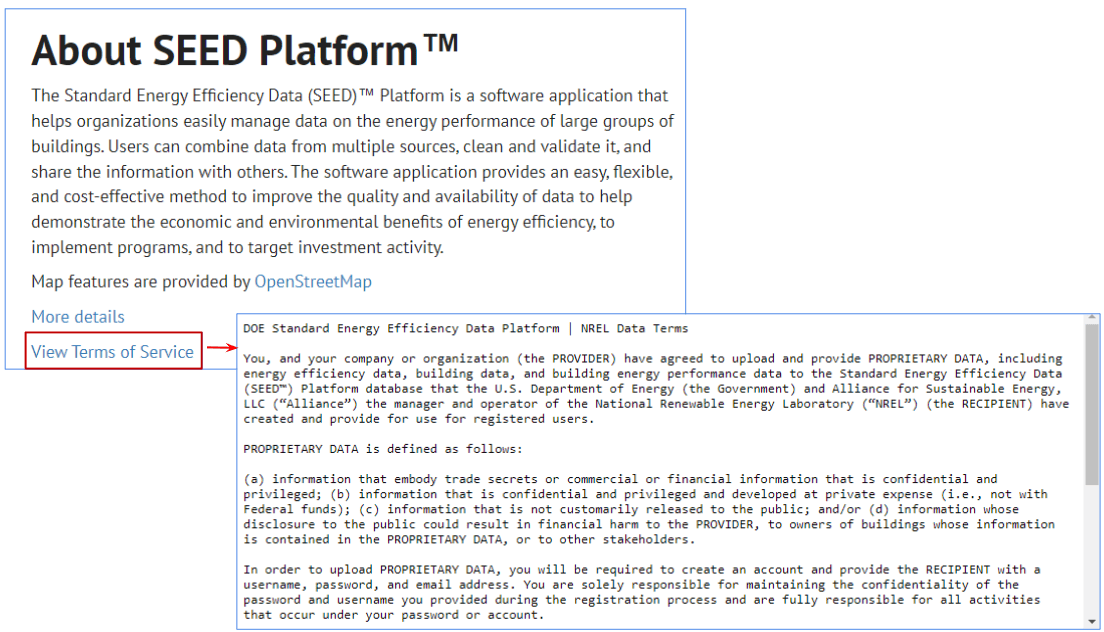 About SEED Platform™
The Standard Energy Efficiency Data (SEED)™ Platform is a software application that
helps organizations easily manage data on the energy performance of large groups of
buildings. Users can combine data from multiple sources, clean and validate it, and
share the information with others. The software application provides an easy, flexible,
and cost-effective method to improve the quality and availability of data to help
demonstrate the economic and environmental benefits of energy efficiency, to
implement programs, and to target investment activity.
Map features are provided by OpenStreetMap
More details
View Terms of Service
DOE Standard Energy Efficiency Data Platform | NREL Data Terms
You, and your company or organization (the PROVIDER) have agreed to upload and provide PROPRIETARY DATA, including
energy efficiency data, building data, and building energy performance data to the Standard Energy Efficiency Data
(SEED™) Platform database that the U.S. Department of Energy (the Government) and Alliance for Sustainable Energy,
LLC (“Alliance”) the manager and operator of the National Renewable Energy Laboratory (“NREL”) (the RECIPIENT) have
created and provide for use for registered users.
PROPRIETARY DATA is defined as follows:
(a) information that embody trade secrets or commercial or financial information that is confidential and
privileged; (b) information that is confidential and privileged and developed at private expense (i.e., not with
Federal funds); (c) information that is not customarily released to the public; and/or (d) information whose
disclosure to the public could result in financial harm to the PROVIDER, to owners of buildings whose information
is contained in the PROPRIETARY DATA, or to other stakeholders.
In order to upload PROPRIETARY DATA, you will be required to create an account and provide the RECIPIENT with a
username, password, and email address. You are solely responsible for maintaining the confidentiality of the
password and username you provided during the registration process and are fully responsible for all activities
that occur under your password or account.